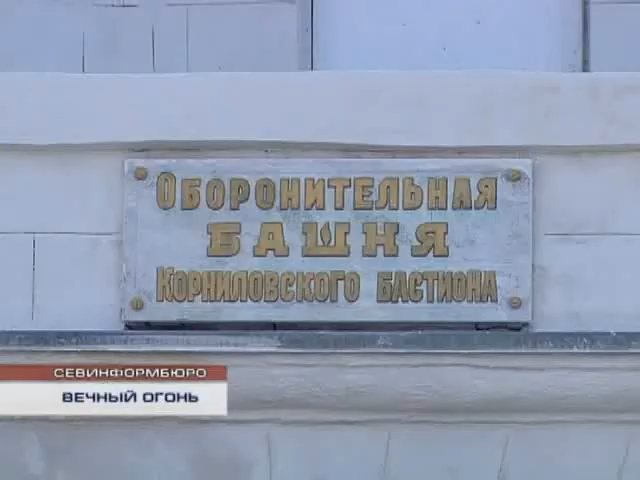 Оборонительная
БАШНЯ
Корниловского бастиона
СЕВИНФОРМБЮРО
ВЕЧНЫЙ ОГОНЬ